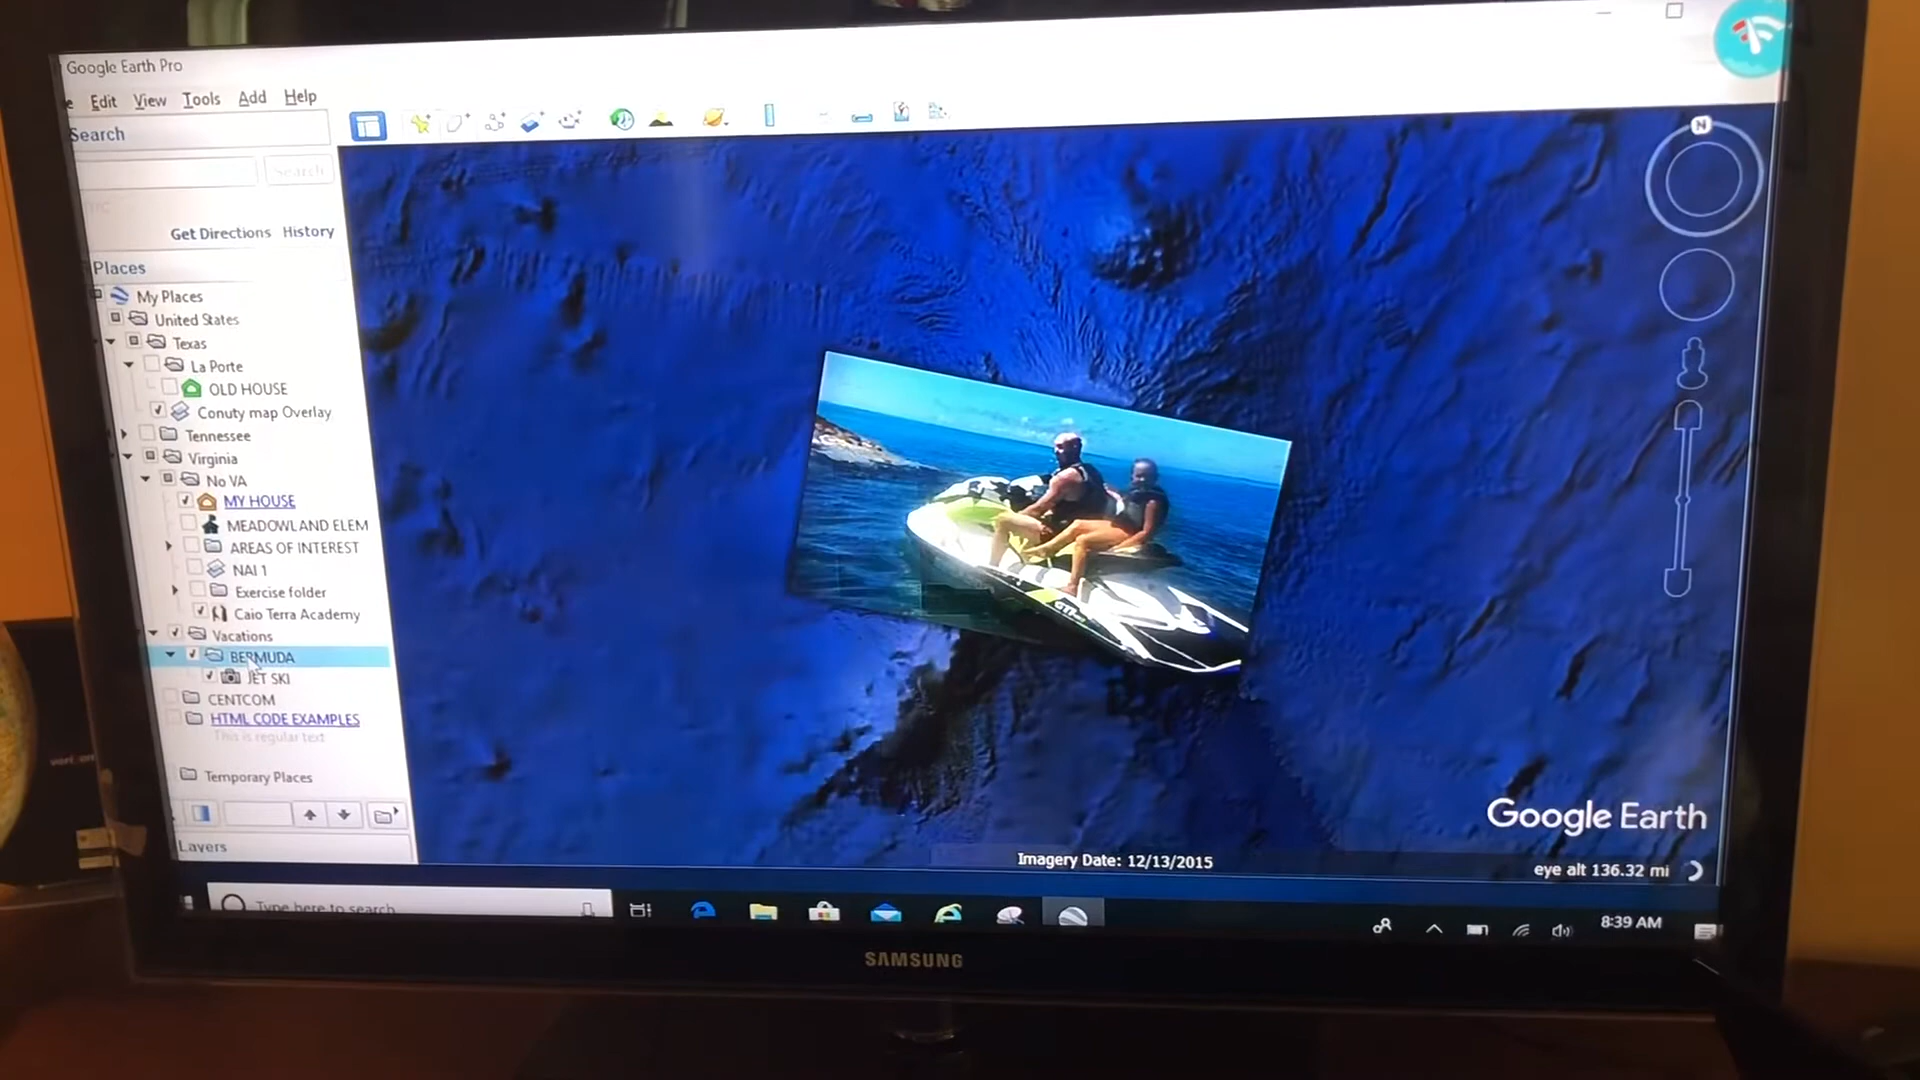 Google Earth Pro
e Edit View Tools Add Help
Search
Search
Get Directions History
Places
My Places
United States
Texas
La Porte
OLD HOUSE
Conuty map Overlay
Tennessee
Virginia
No VA
MY HOUSE
MEADOWLAND ELEM
AREAS OF INTEREST
NAI 1
Exercise folder
Caio Terra Academy
Vacations
BERMUDA
JET SKI
CENTCOM
HTML CODE EXAMPLES
This is regular text
Temporary Places
Layers
N
Google Earth
Imagery Date: 12/13/2015
eye alt 136.32 mi
Type here to search
8:39 AM
SAMSUNG